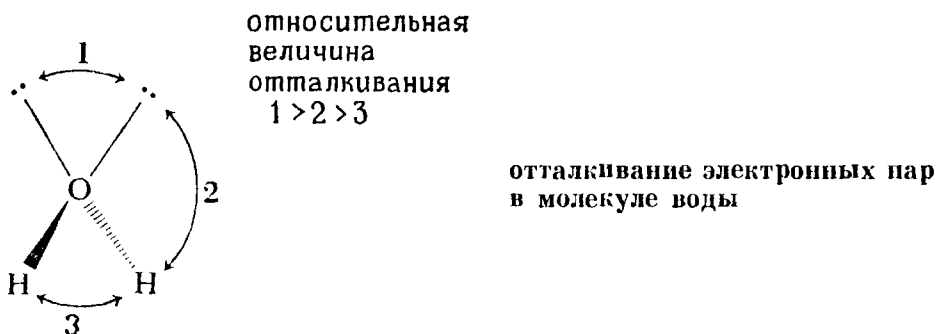 относительная
величина
отталкивания
1 > 2 > 3
1
2
O
H H
3
отталкивание электронных пар
в молекуле воды